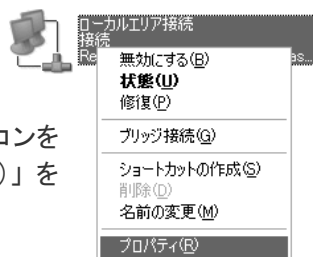 ローカルエリア接続
接続
Re
as...
無効にする(B)
状態(U)
修復(P)
ブリッジ接続(G)
ショートカットの作成(S)
削除(D)
名前の変更(M)
プロパティ(R)
コンを
)」を